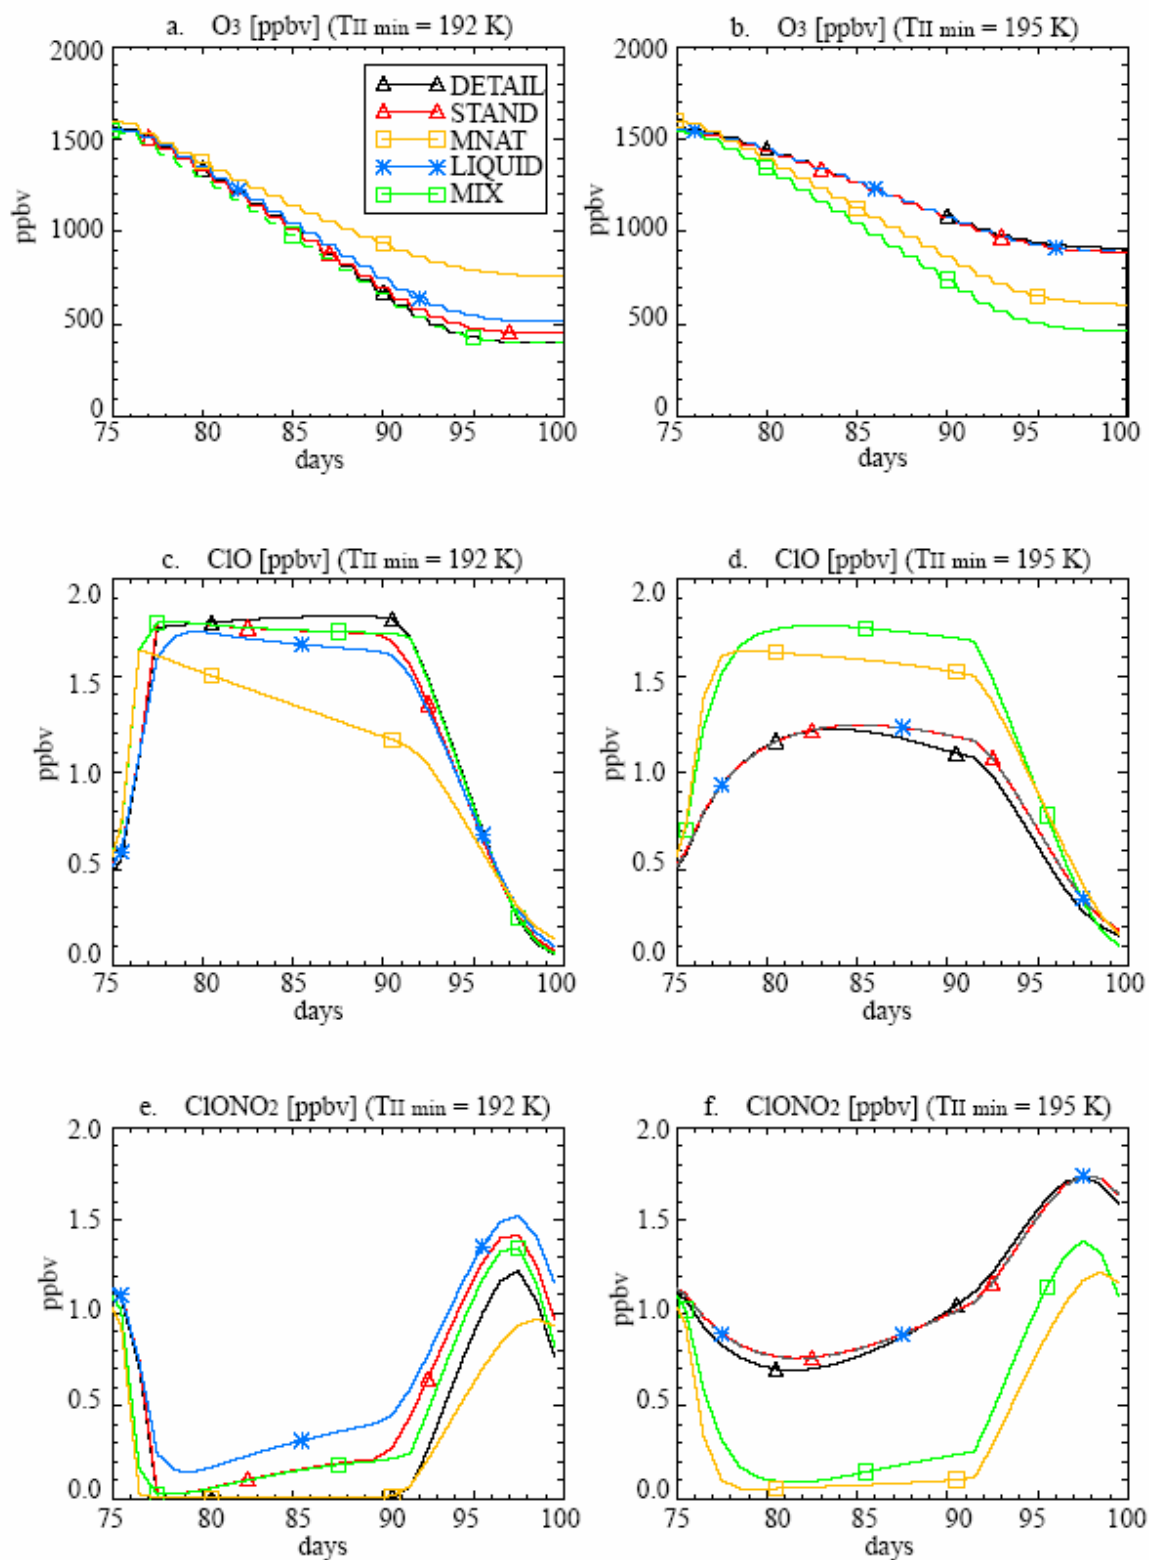 a. O3 [ppbv] (TII min = 192 K)
2000
1500
1000
500
0
ppbv
DETAIL
STAND
MNAT
LIQUID
MIX
75 80 85 90 95 100
days
b. O3 [ppbv] (TII min = 195 K)
2000
1500
1000
500
0
ppbv
75 80 85 90 95 100
days
c. ClO [ppbv] (TII min = 192 K)
2.0
1.5
1.0
0.5
0.0
ppbv
75 80 85 90 95 100
days
d. ClO [ppbv] (TII min = 195 K)
2.0
1.5
1.0
0.5
0.0
ppbv
75 80 85 90 95 100
days
e. ClONO2 [ppbv] (TII min = 192 K)
2.0
1.5
1.0
0.5
0.0
ppbv
75 80 85 90 95 100
days
f. ClONO2 [ppbv] (TII min = 195 K)
2.0
1.5
1.0
0.5
0.0
ppbv
75 80 85 90 95 100
days